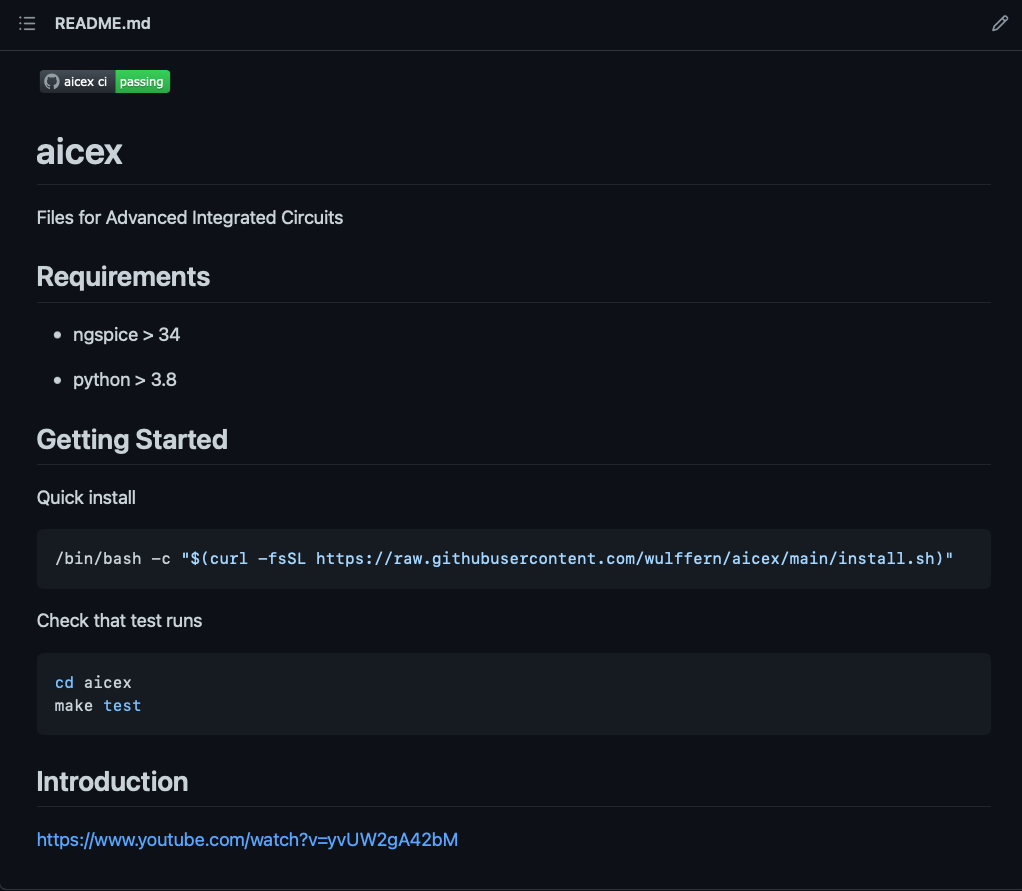 README.md
aicex ci passing
aicex
Files for Advanced Integrated Circuits
Requirements
ngspice > 34
python > 3.8
Getting Started
Quick install
/bin/bash -c "$(curl -fsSL https://raw.githubusercontent.com/wulffern/aicex/main/install.sh)"
Check that test runs
cd aicex
make test
Introduction
https://www.youtube.com/watch?v=yvUW2gA42bM